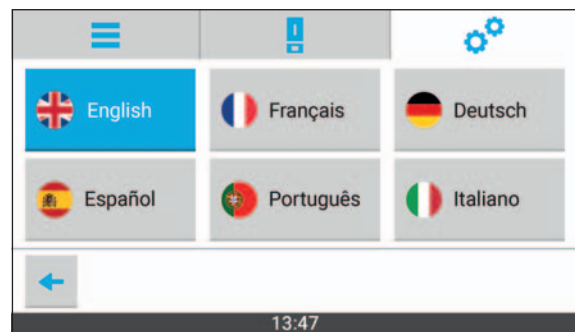 English
Français
Deutsch
Español
Português
Italiano
13:47